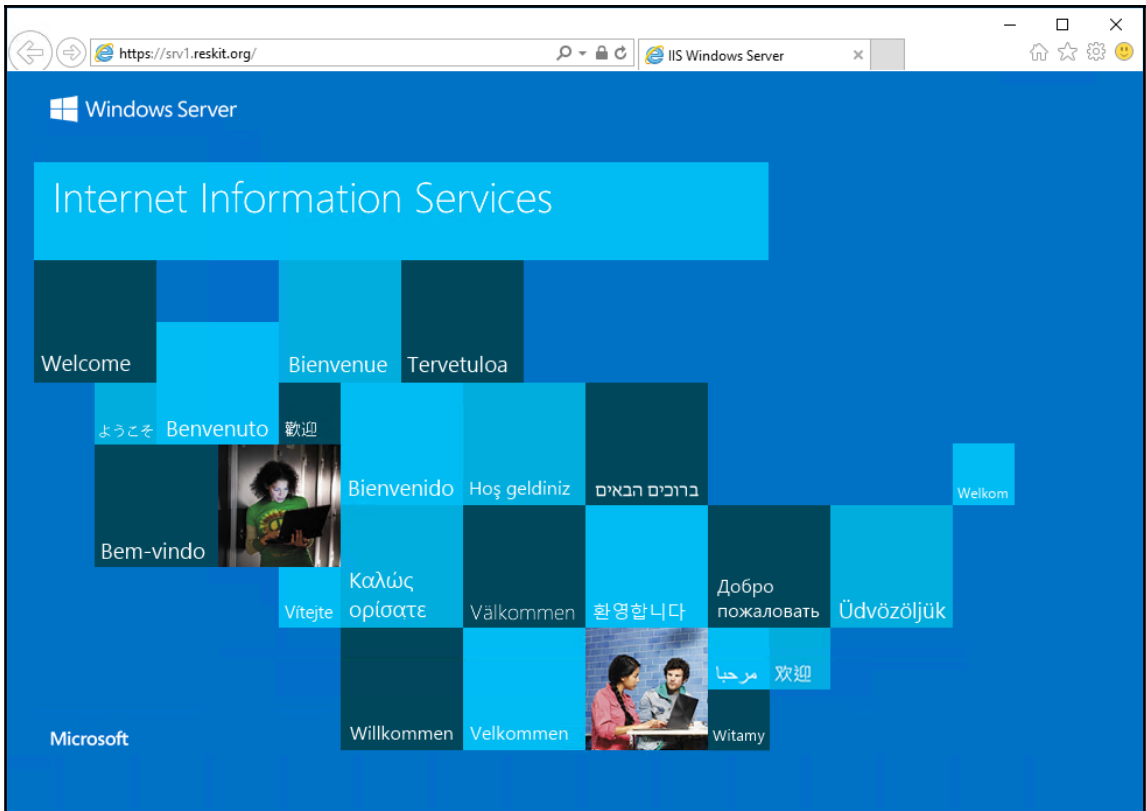 https://srv1.reskit.org/
IIS Windows Server
Windows Server
Internet Information Services
Welcome
Bienvenue
Tervetuloa
ようこそ
Benvenuto
歡迎
Bienvenido
Hoş geldiniz
ברוכים הבאים
Welkom
Bem-vindo
Vítejte
Καλώς
ορίσατε
Välkommen
환영합니다
Добро
пожаловать
Üdvözöljük
مرحبا
欢迎
Willkommen
Velkommen
Witamy
Microsoft